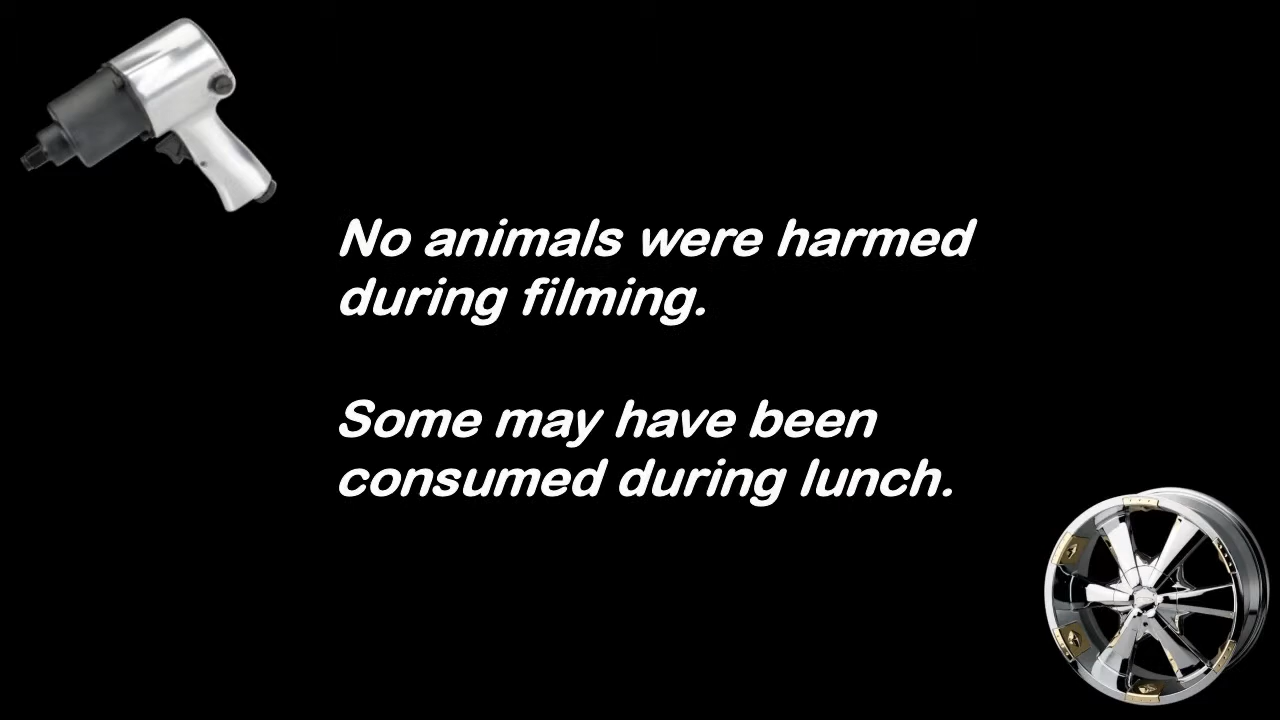 No animals were harmed
during filming.
Some may have been
consumed during lunch.